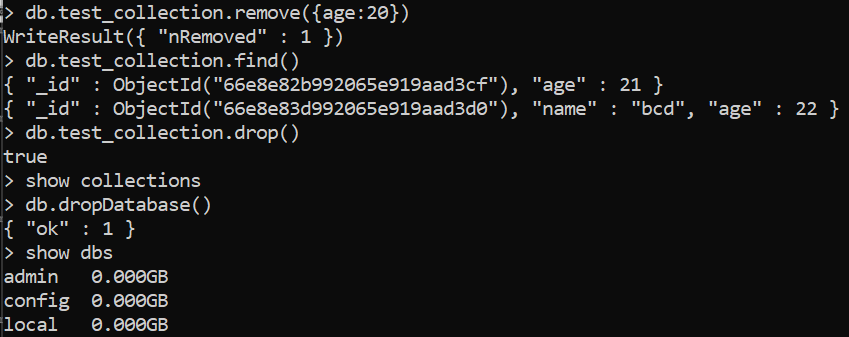 > db.test_collection.remove({age:20})
WriteResult({ "nRemoved" : 1 })
> db.test_collection.find()
{ "_id" : ObjectId("66e8e82b992065e919aad3cf"), "age" : 21 }
{ "_id" : ObjectId("66e8e83d992065e919aad3d0"), "name" : "bcd", "age" : 22 }
> db.test_collection.drop()
true
> show collections
> db.dropDatabase()
{ "ok" : 1 }
> show dbs
admin   0.000GB
config  0.000GB
local   0.000GB